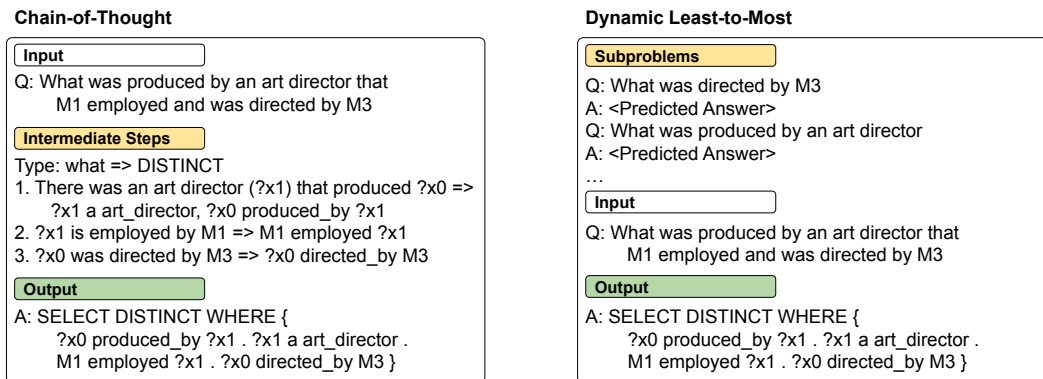 Chain-of-Thought
Input
Q: What was produced by an art director that
M1 employed and was directed by M3
Intermediate Steps
Type: what => DISTINCT
1. There was an art director (?x1) that produced ?x0 =>
?x1 a art_director, ?x0 produced_by ?x1
2. ?x1 is employed by M1 => M1 employed ?x1
3. ?x0 was directed by M3 => ?x0 directed_by M3
Output
A: SELECT DISTINCT WHERE {
?x0 produced_by ?x1 . ?x1 a art_director .
M1 employed ?x1 . ?x0 directed_by M3 }
Dynamic Least-to-Most
Subproblems
Q: What was directed by M3
A: <Predicted Answer>
Q: What was produced by an art director
A: <Predicted Answer>
…
Input
Q: What was produced by an art director that
M1 employed and was directed by M3
Output
A: SELECT DISTINCT WHERE {
?x0 produced_by ?x1 . ?x1 a art_director .
M1 employed ?x1 . ?x0 directed_by M3 }